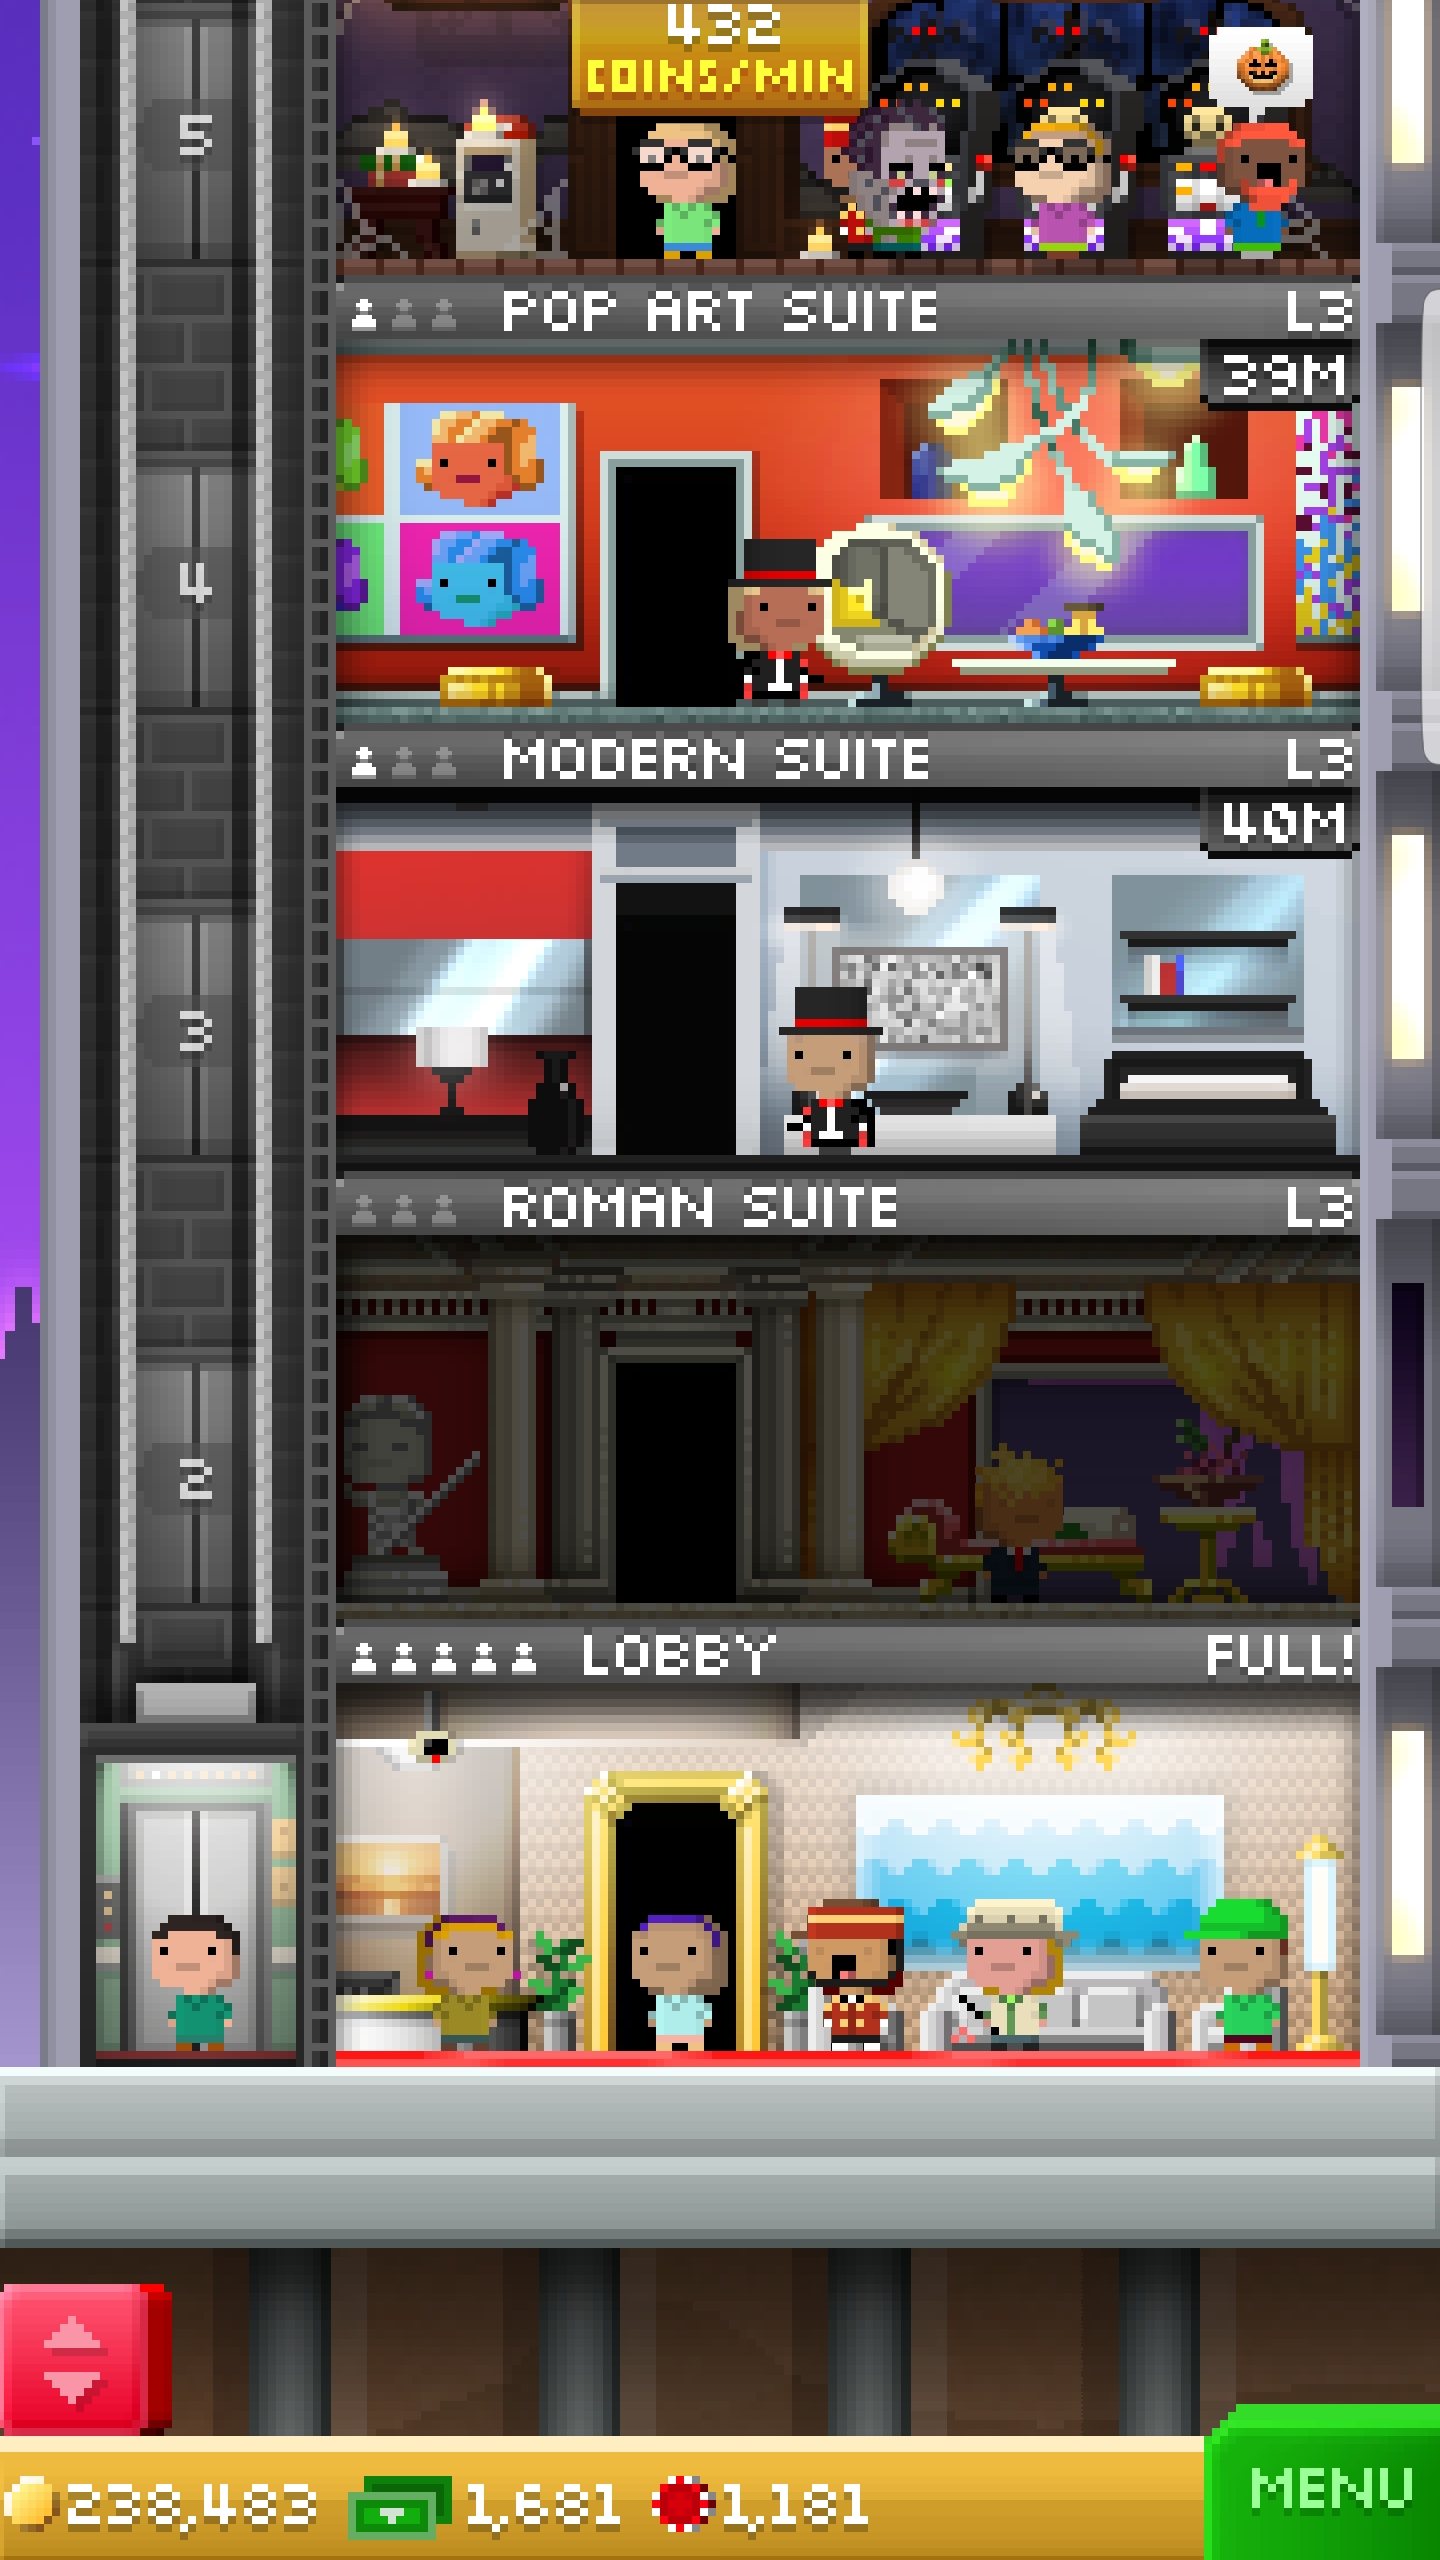 432
COINS/MIN
5
POP ART SUITE L3
39M
4
MODERN SUITE L3
40M
3
ROMAN SUITE L3
2
LOBBY FULL!
238,483 1,681 1,181 MENU